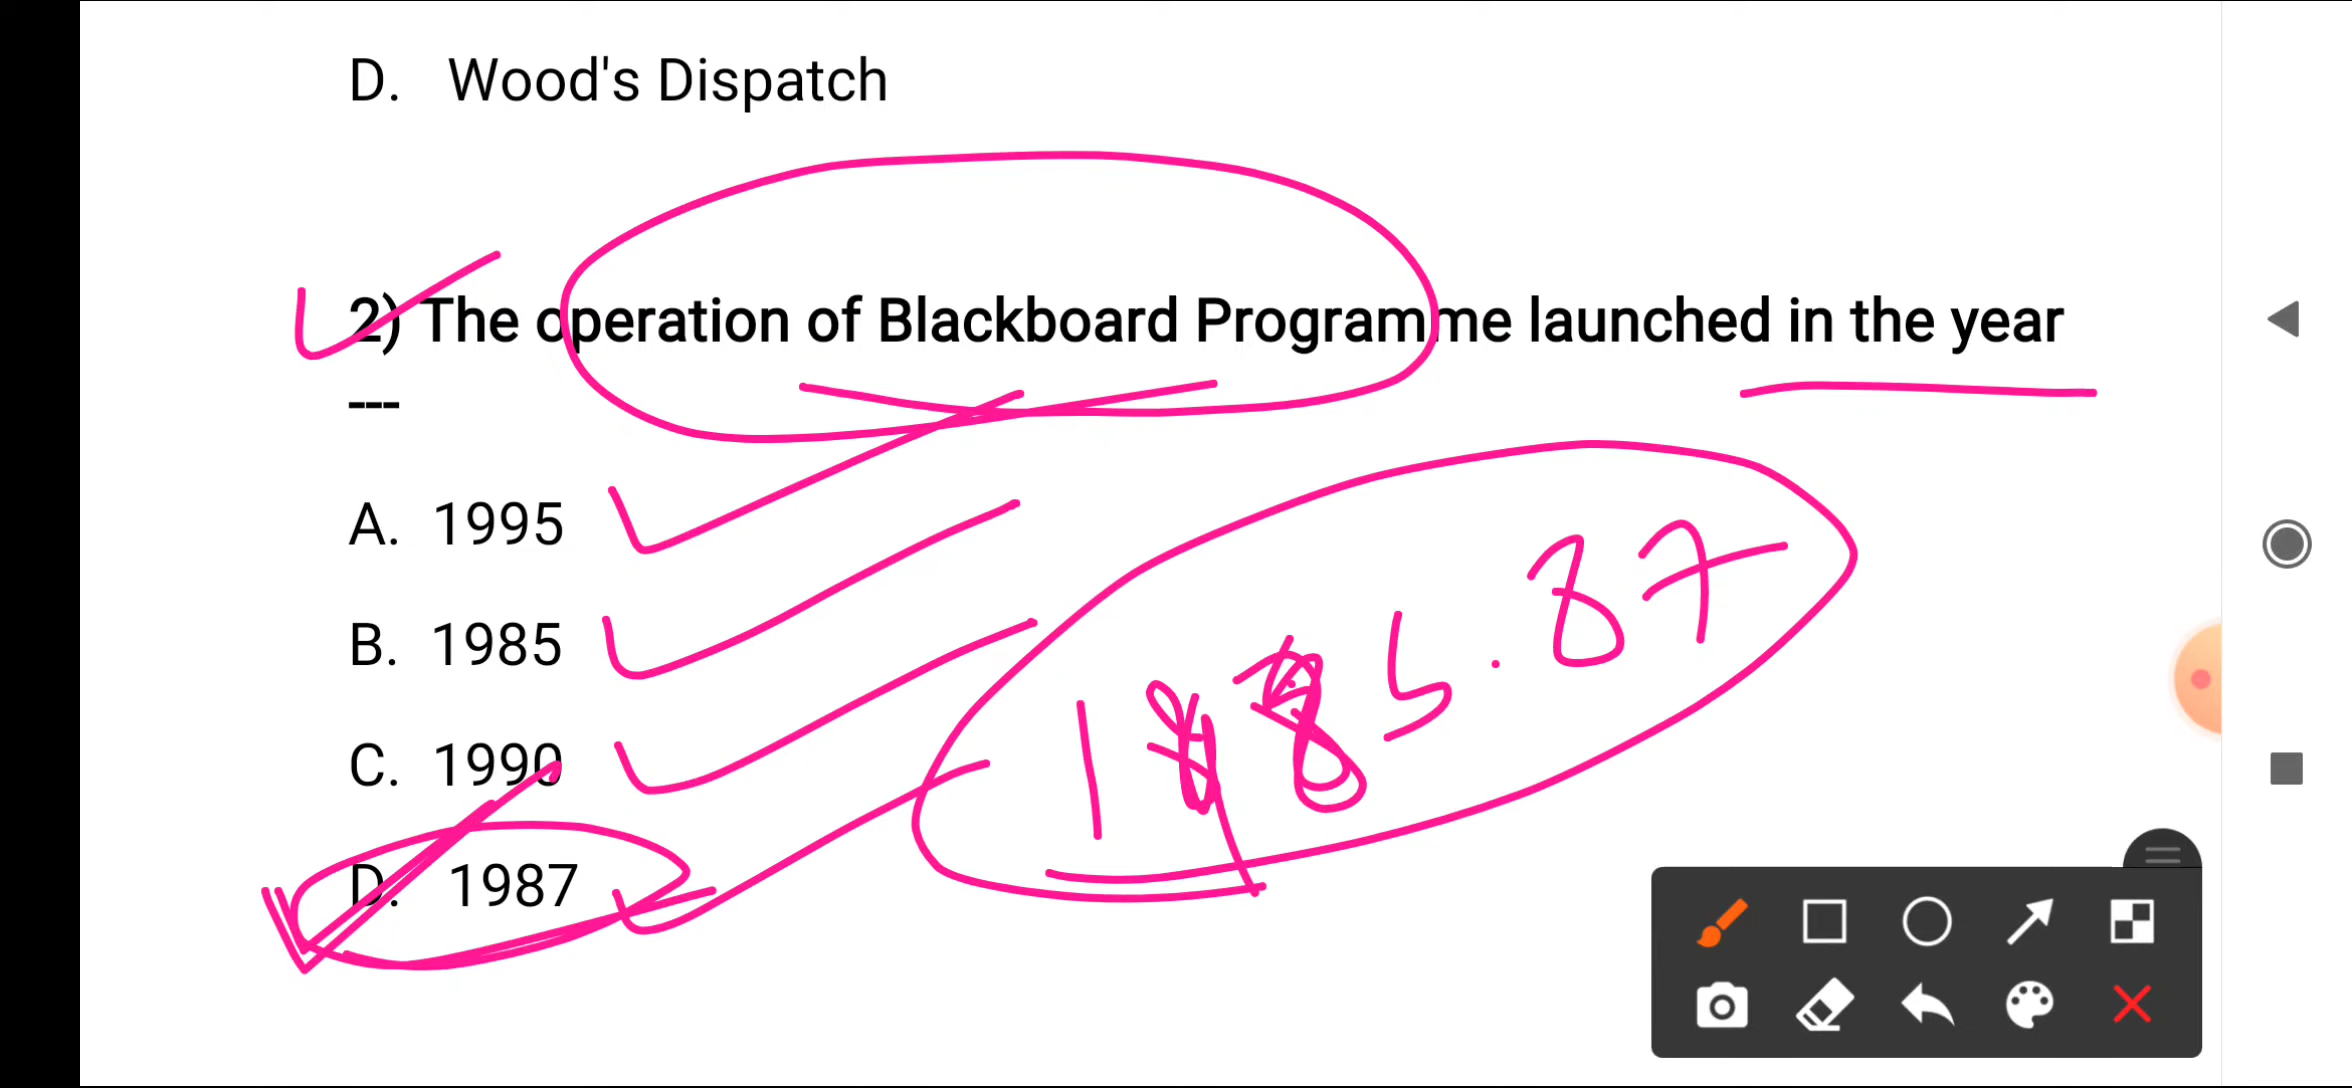 D. Wood's Dispatch
2) The operation of Blackboard Programme launched in the year
---
A. 1995
B. 1985
1985.87
C. 1990
D. 1987